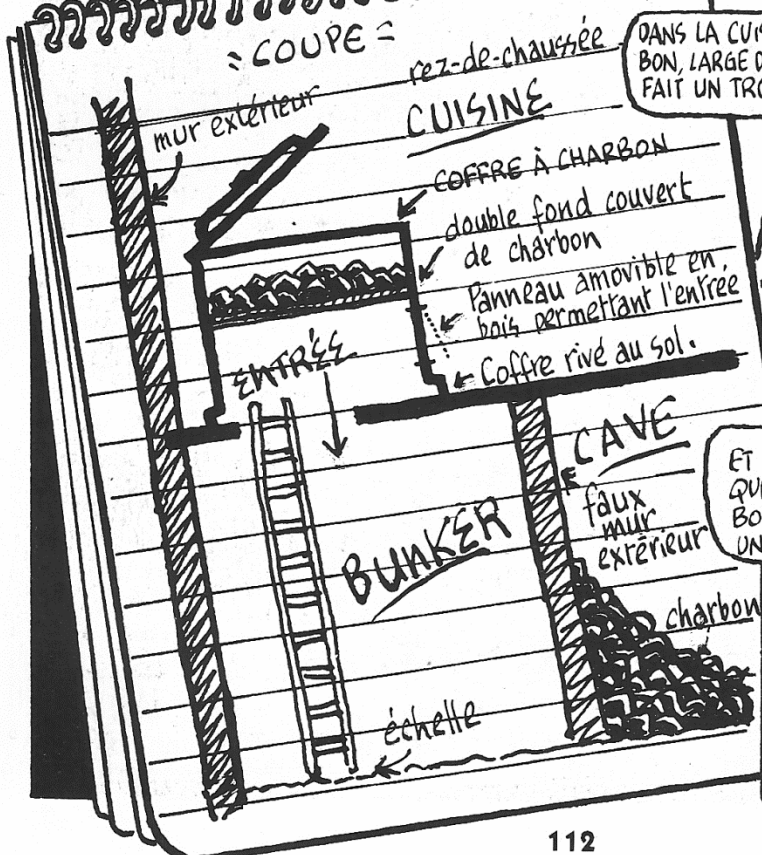 = COUPE =
rez-de-chaussée
CUISINE
mur extérieur
COFFRE À CHARBON
double fond couvert
de charbon
Panneau amovible en
bois permettant l'entrée
Coffre rivé au sol.
ENTRÉE
BUNKER
CAVE
faux
mur
extérieur
charbon
échelle
DANS LA CUIS
BON, LARGE D
FAIT UN TRO
ET
QU
BO
UN
112